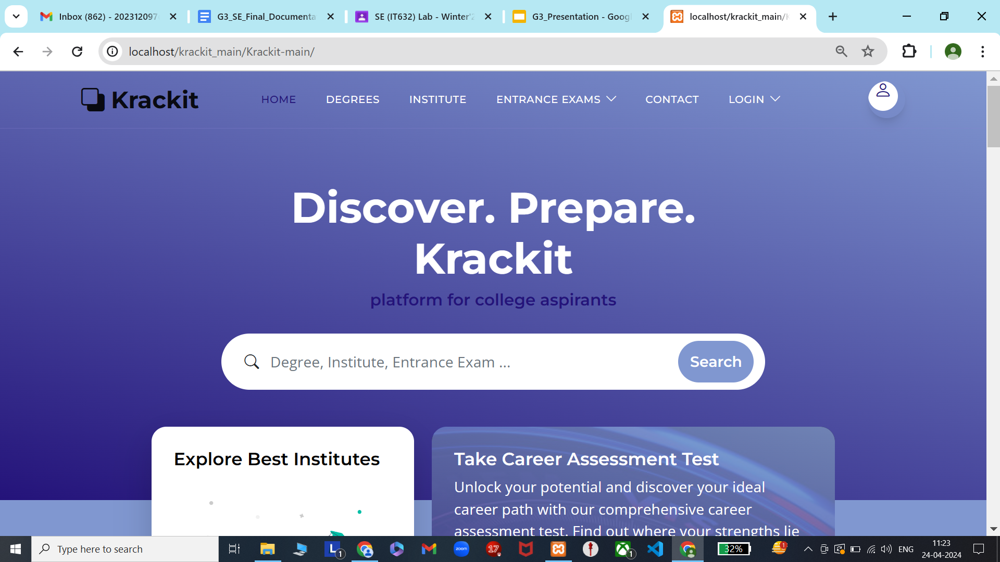 Inbox (862) - 20231209
G3_SE_Final_Documenta
SE (IT632) Lab - Winter'2
G3_Presentation - Goog
localhost/krackit_main/
localhost/krackit_main/Krackit-main/
Krackit
HOME
DEGREES
INSTITUTE
ENTRANCE EXAMS
CONTACT
LOGIN
Discover. Prepare.
Krackit
platform for college aspirants
Degree, Institute, Entrance Exam ...
Search
Explore Best Institutes
Take Career Assessment Test
Unlock your potential and discover your ideal
career path with our comprehensive career
assessment test. Find out where your strengths lie
Type here to search
L
1
zoom
17
1
32%
1
ENG
11:23
24-04-2024